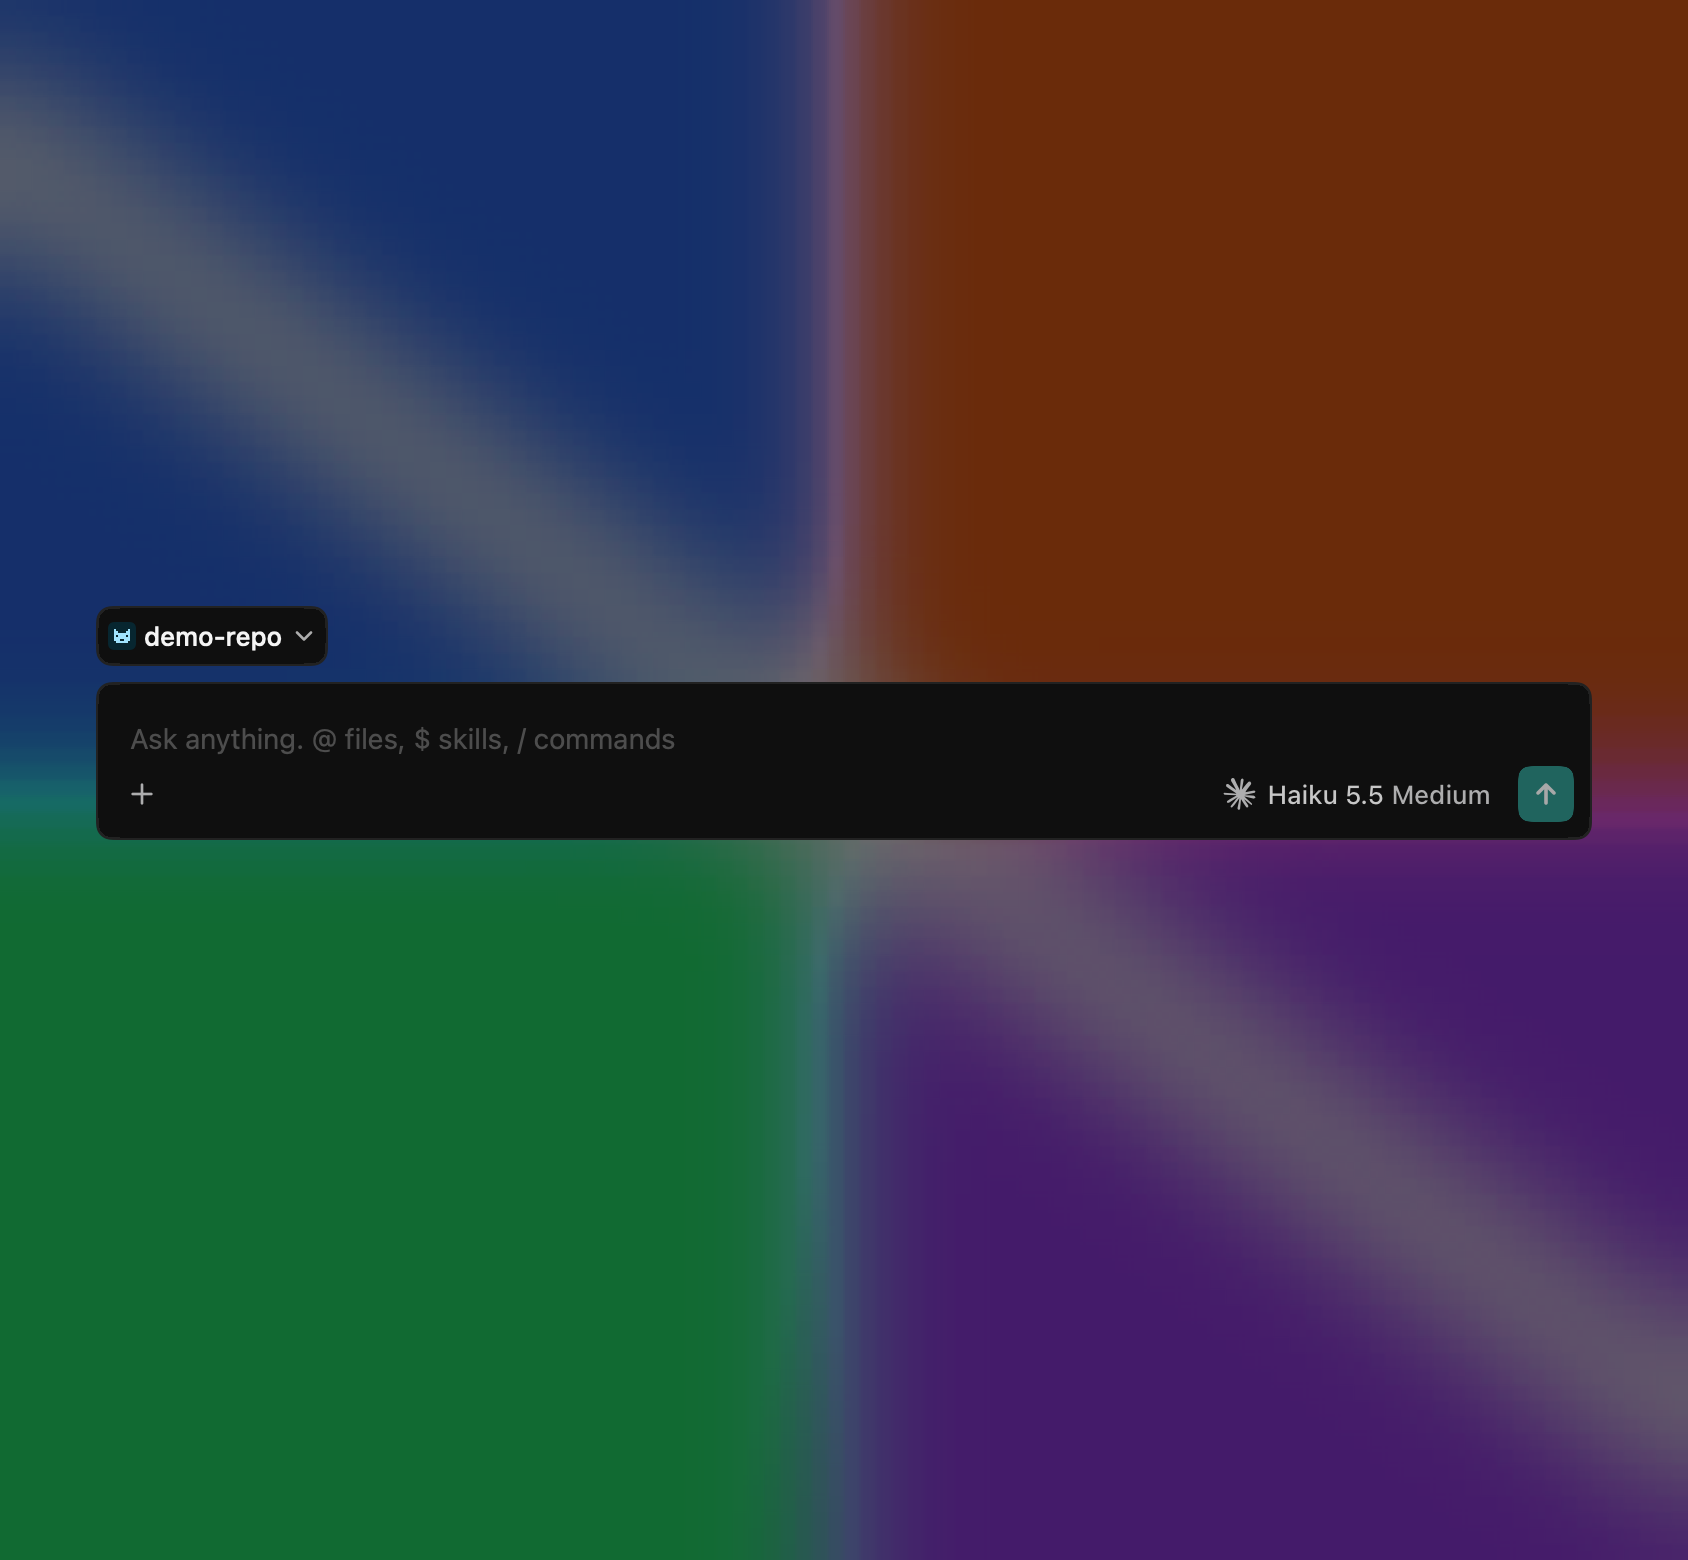 demo-repo
Ask anything. @ files, $ skills, / commands
Haiku 5.5 Medium